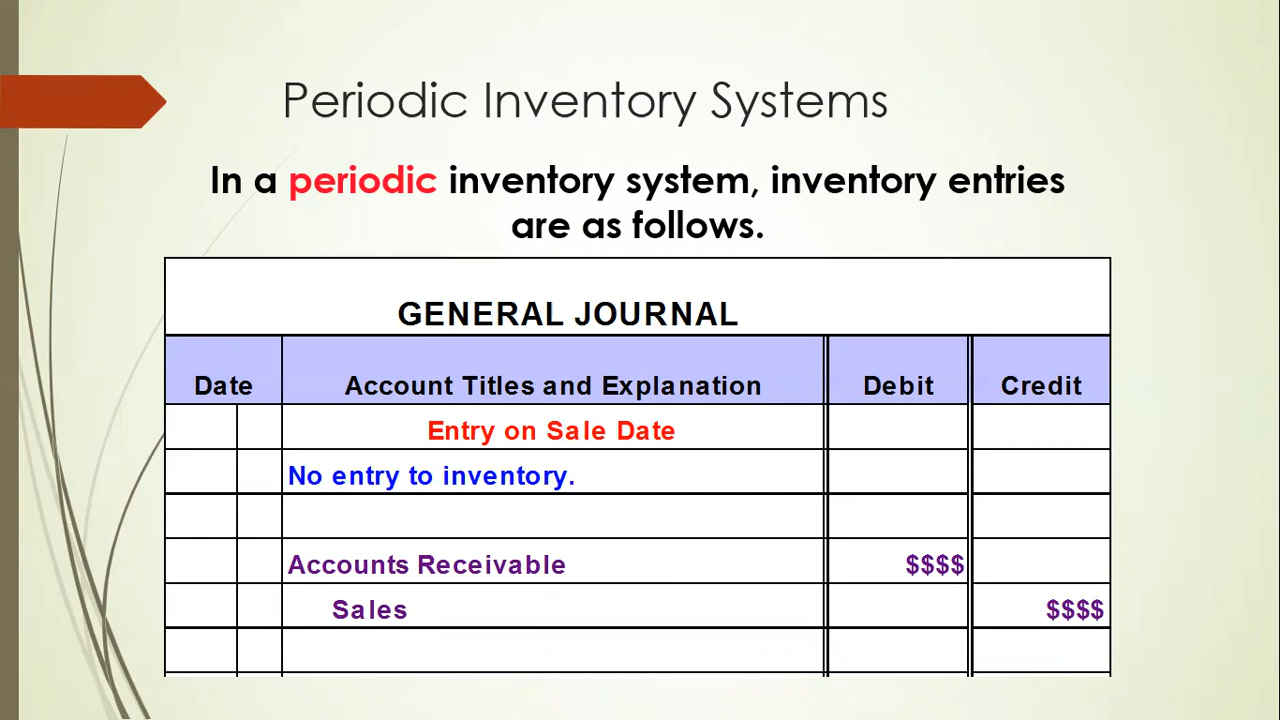 Periodic Inventory Systems
In a periodic inventory system, inventory entries
are as follows.
GENERAL JOURNAL
Date Account Titles and Explanation Debit Credit
Entry on Sale Date
No entry to inventory.
Accounts Receivable $$$$
Sales $$$$